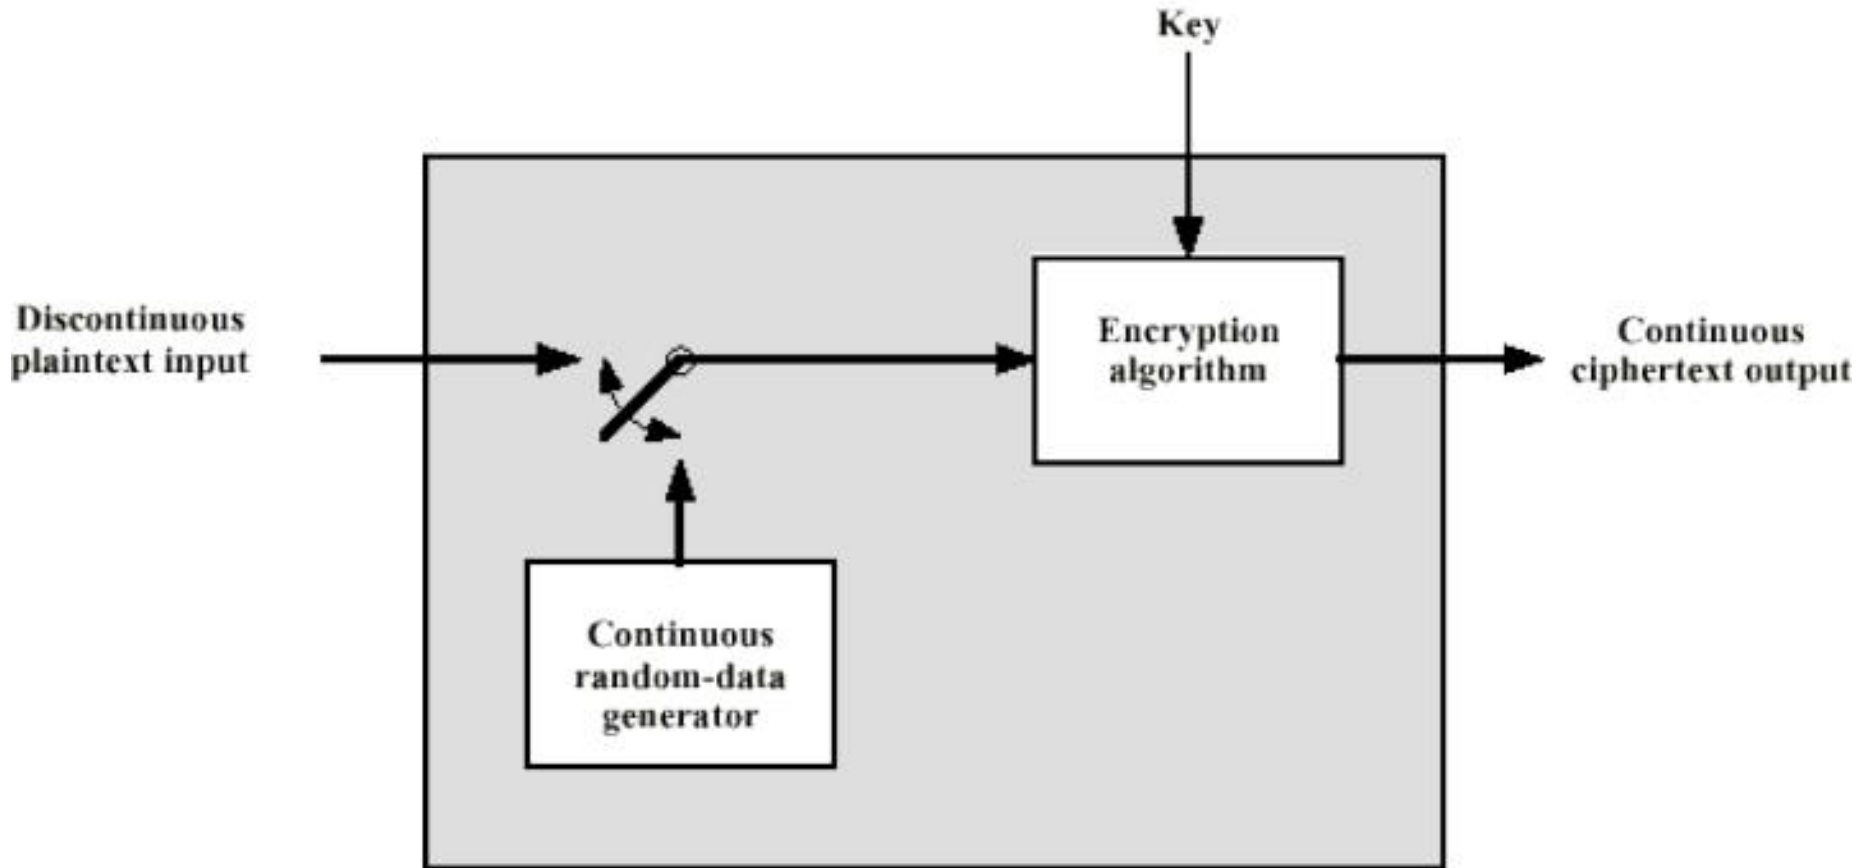 Key
Discontinuous
plaintext input
Encryption
algorithm
Continuous
ciphertext output
Continuous
random-data
generator